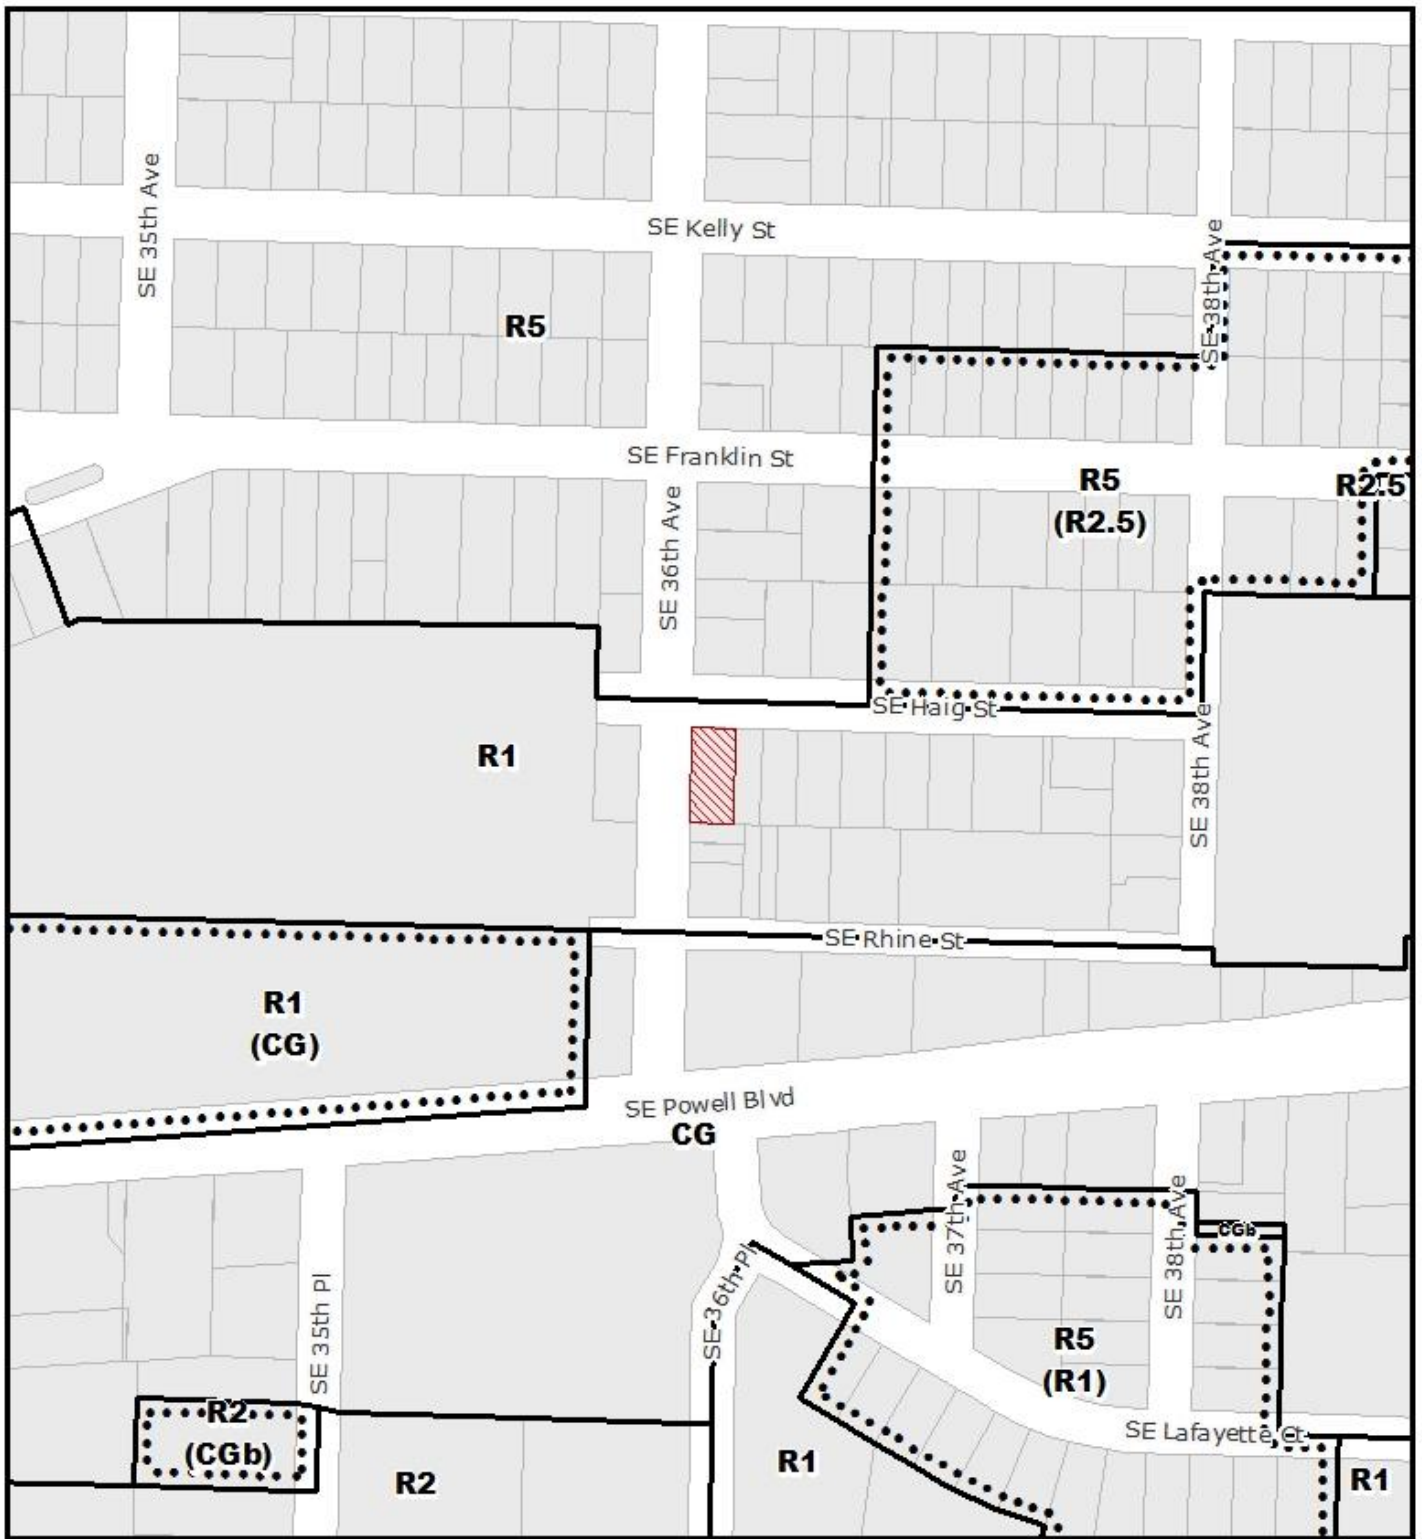 SE 35th Ave
SE Kelly St
SE 38th Ave
R5
SE Franklin St
R5
(R2.5)
R2.5
SE 36th Ave
SE Haig St
R1
SE 38th Ave
SE Rhine St
R1
(CG)
SE Powell Blvd
CG
SE 37th Ave
SE 38th Ave
CGb
SE 36th Pl
SE 35th Pl
R5
(R1)
R2
(CGb)
SE Lafayette Ct
R2
R1
R1